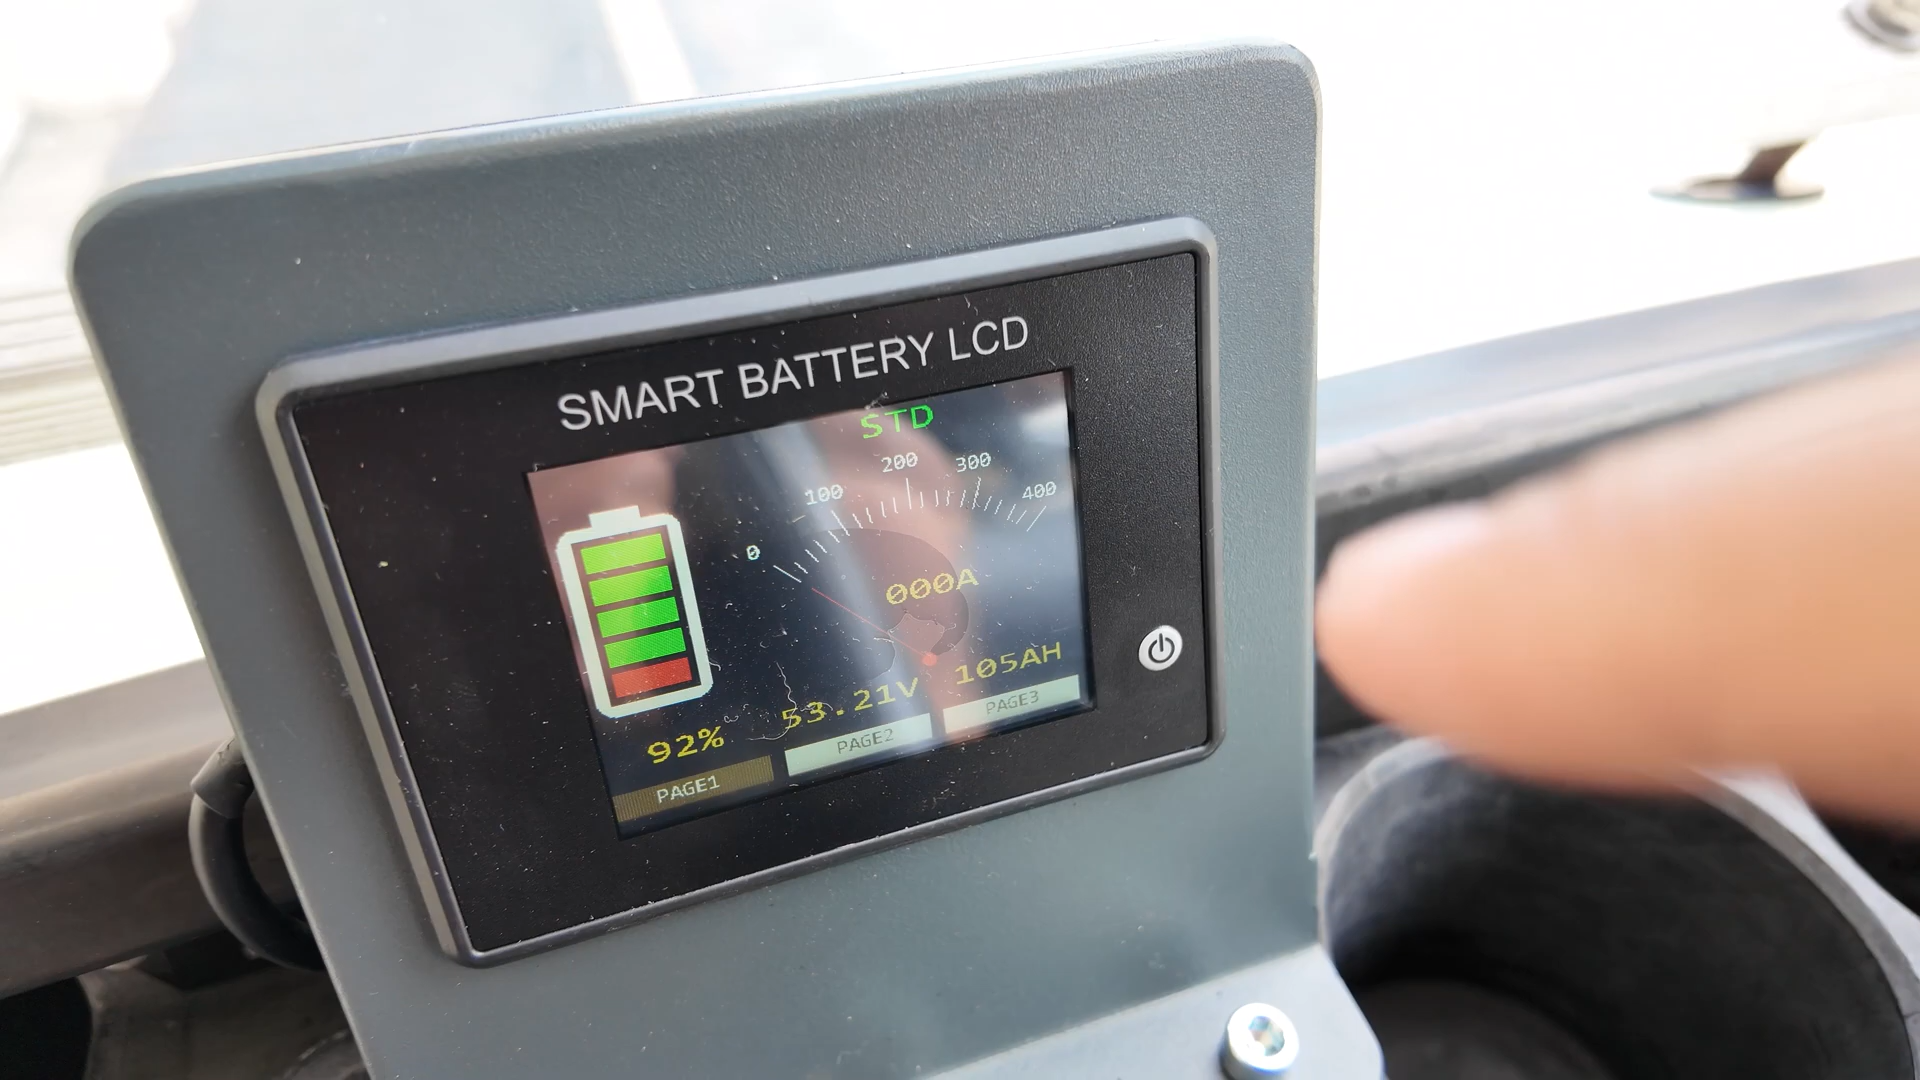 SMART BATTERY LCD
STD
0 100 200 300 400
000A
92% 53.21V 105AH
PAGE1 PAGE2 PAGE3